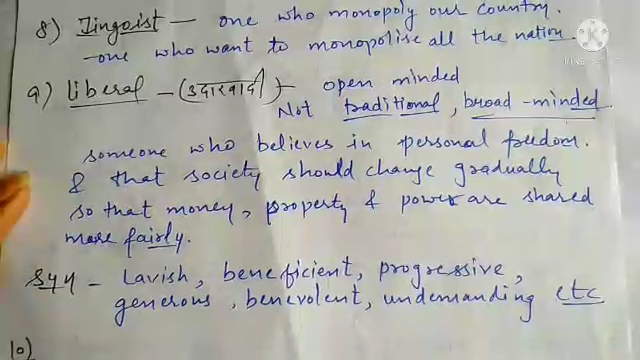 8) Jingoist — one who monopoly our country.
— one who want to monopolise all the nation.
9) liberal — (उदारवादी) — open minded
Not traditional, broad-minded
someone who believes in personal freedom.
& that society should change gradually
so that money, property & power are shared
more fairly.
Syy — Lavish, beneficient, progressive,
generous, benevolent, undemanding etc
10)